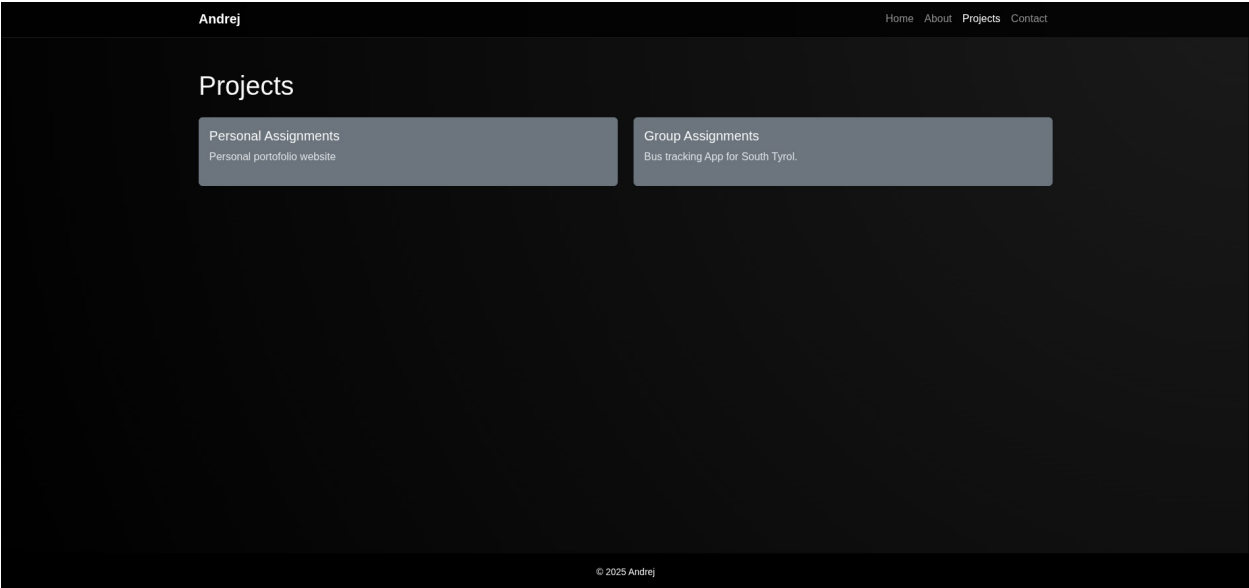 Andrej
Home About Projects Contact
Projects
Personal Assignments
Personal portofolio website
Group Assignments
Bus tracking App for South Tyrol.
© 2025 Andrej